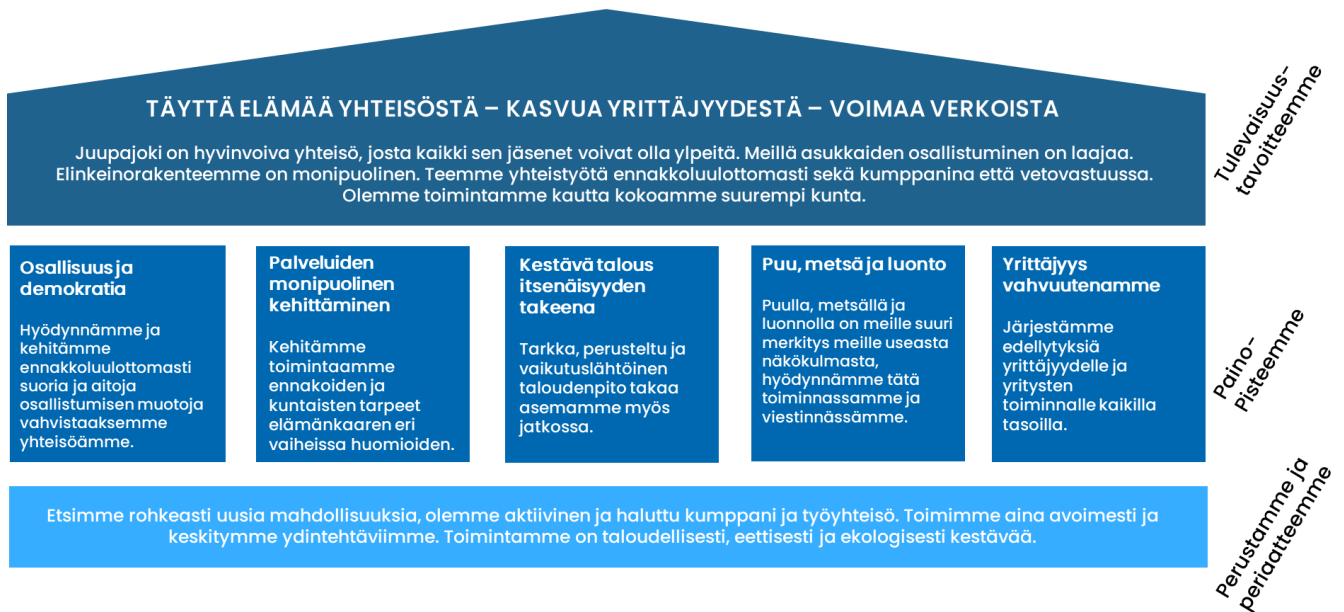 TÄYTTÄ ELÄMÄÄ YHTEISÖSTÄ – KASVUA YRITTÄJYYDESTÄ – VOIMAA VERKOISTA
Juupajoki on hyvinvoiva yhteisö, josta kaikki sen jäsenet voivat olla ylpeitä. Meillä asukkaiden osallistuminen on laajaa.
Elinkeinorakenteemme on monipuolinen. Teemme yhteistyötä ennakkoluulottomasti sekä kumppanina että vetovastuussa.
Olemme toimintamme kautta kokoamme suurempi kunta.
Tulevaisuus-
tavoitteemme
Osallisuus ja
demokratia
Hyödynnämme ja
kehitämme
ennakkoluulottomasti
suoria ja aitoja
osallistumisen muotoja
vahvistaaksemme
yhteisöämme.
Palveluiden
monipuolinen
kehittäminen
Kehitämme
toimintaamme
ennakoiden ja
kuntaisten tarpeet
elämänkaaren eri
vaiheissa huomioiden.
Kestävä talous
itsenäisyyden
takeena
Tarkka, perusteltu ja
vaikutuslähtöinen
taloudenpito takaa
asemamme myös
jatkossa.
Puu, metsä ja luonto
Puulla, metsällä ja
luonnolla on meille suuri
merkitys meille useasta
näkökulmasta,
hyödynnämme tätä
toiminnassamme ja
viestinnässämme.
Yrittäjyys
vahvuutenamme
Järjestämme
edellytyksiä
yrittäjyydelle ja
yritysten
toiminnalle kaikilla
tasoilla.
Paino-
Pisteemme
Etsimme rohkeasti uusia mahdollisuuksia, olemme aktiivinen ja haluttu kumppani ja työyhteisö. Toimimme aina avoimesti ja
keskitymme ydintehtäviimme. Toimintamme on taloudellisesti, eettisesti ja ekologisesti kestävää.
Perustamme ja
periaatteemme